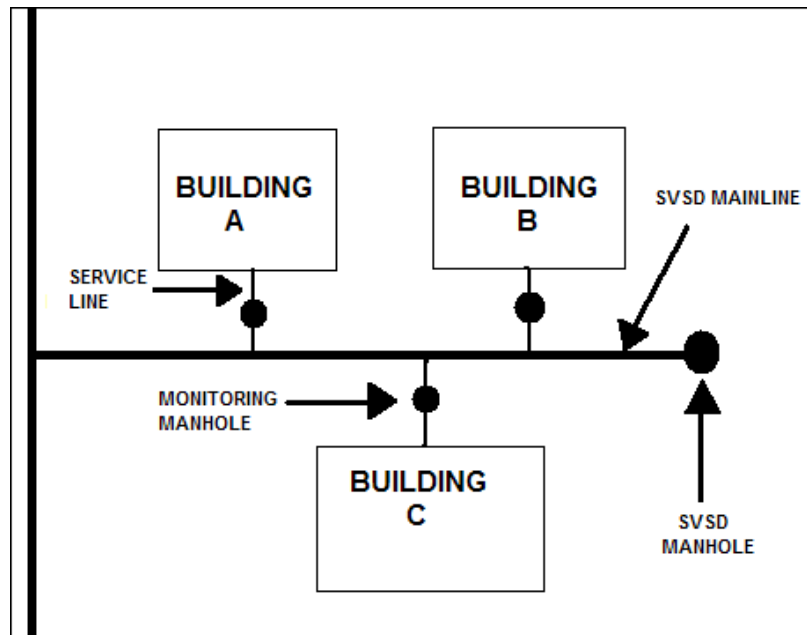 BUILDING
A
BUILDING
B
SVSD MAINLINE
SERVICE
LINE
MONITORING
MANHOLE
BUILDING
C
SVSD
MANHOLE